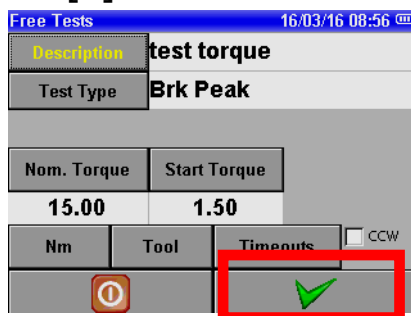 Free Tests 16/03/16 08:56
Description test torque
Test Type Brk Peak
Nom. Torque Start Torque
15.00 1.50
Nm Tool Timeouts CCW